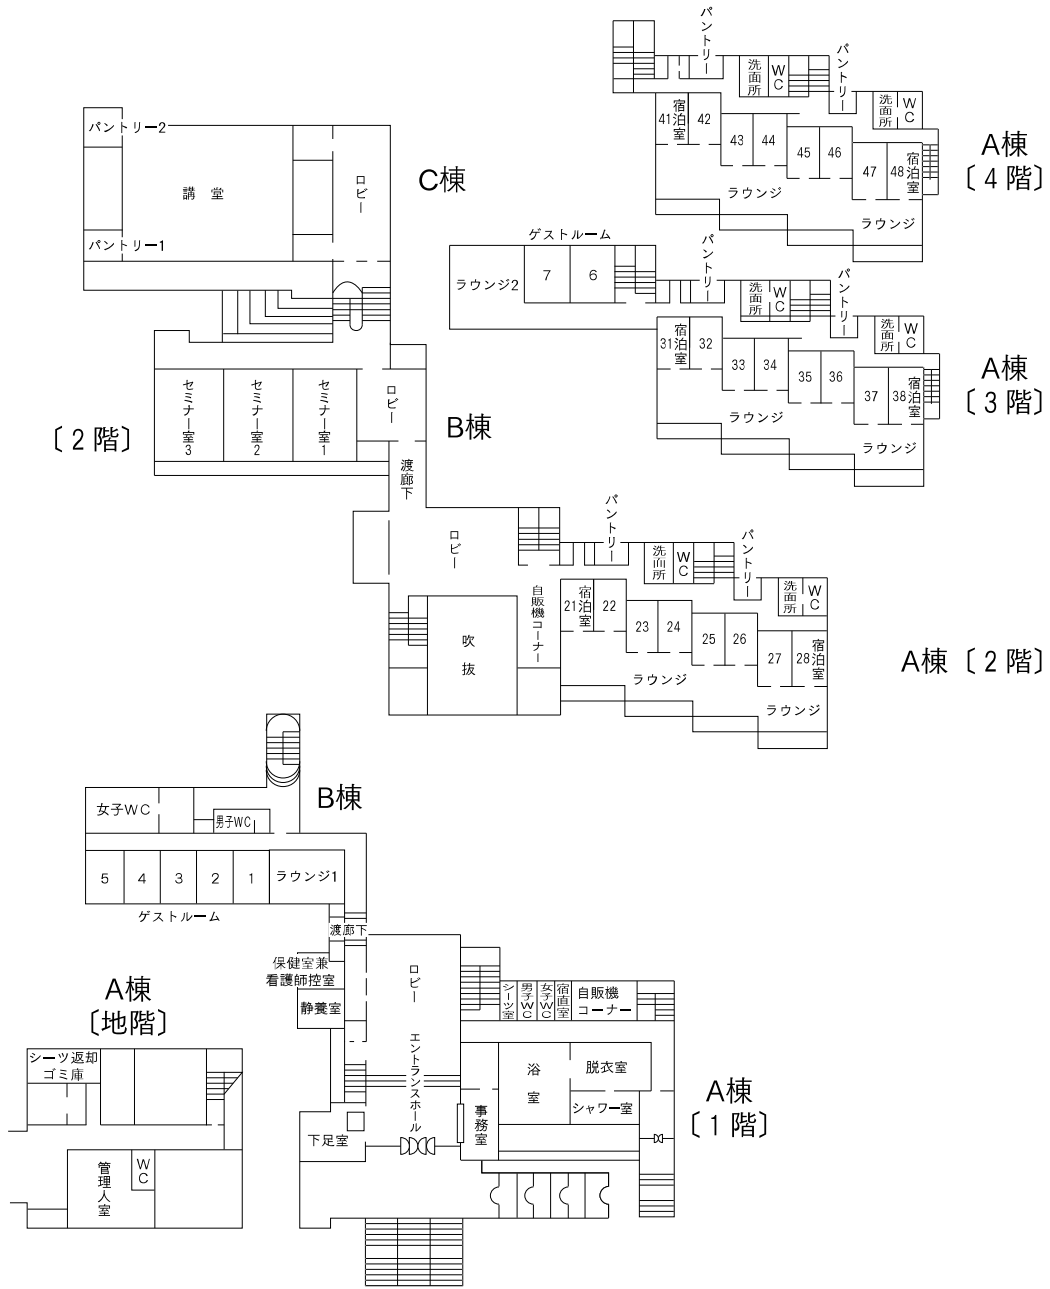 パントリー
パントリー
洗面所
WC
洗面所
WC
41
宿泊室
42
43
44
45
46
47
48
宿泊室
ラウンジ
ラウンジ
A棟
〔4階〕
パントリー2
講堂
ロビー
パントリー1
C棟
ゲストルーム
ラウンジ2
7
6
パントリー
パントリー
洗面所
WC
洗面所
WC
31
宿泊室
32
33
34
35
36
37
38
宿泊室
ラウンジ
ラウンジ
A棟
〔3階〕
〔2階〕
セミナー室3
セミナー室2
セミナー室1
ロビー
B棟
渡廊下
ロビー
パントリー
パントリー
洗面所
WC
洗面所
WC
自販機コーナー
吹抜
21
宿泊室
22
23
24
25
26
27
28
宿泊室
ラウンジ
ラウンジ
A棟〔2階〕
B棟
女子WC
男子WC
5
4
3
2
1
ラウンジ1
ゲストルーム
渡廊下
保健室兼
看護師控室
静養室
ロビー
エントランスホール
シーツ室
男子WC
女子WC
宿直室
自販機
コーナー
浴室
脱衣室
シャワー室
事務室
下足室
A棟
〔1階〕
A棟
〔地階〕
シーツ返却
ゴミ庫
管理人室
WC